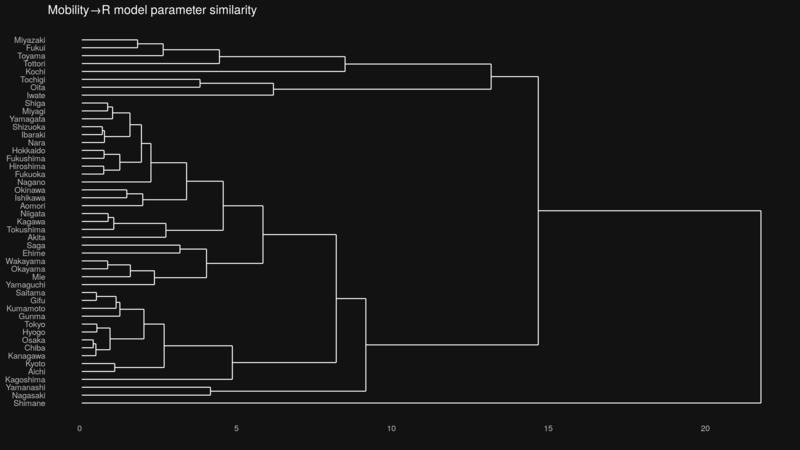 Mobility→R model parameter similarity
Miyazaki
Fukui
Toyama
Tottori
Kochi
Tochigi
Oita
Iwate
Shiga
Miyagi
Yamagata
Shizuoka
Ibaraki
Nara
Hokkaido
Fukushima
Hiroshima
Fukuoka
Nagano
Okinawa
Ishikawa
Aomori
Niigata
Kagawa
Tokushima
Akita
Saga
Ehime
Wakayama
Okayama
Mie
Yamaguchi
Saitama
Gifu
Kumamoto
Gunma
Tokyo
Hyogo
Osaka
Chiba
Kanagawa
Kyoto
Aichi
Kagoshima
Yamanashi
Nagasaki
Shimane
0 5 10 15 20